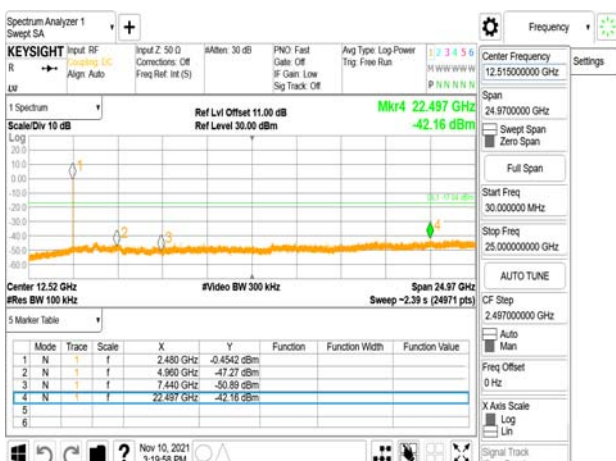 Spectrum Analyzer 1
Swept SA
+
Frequency
KEYSIGHT
R
Input: RF
Coupling: DC
Align: Auto
Input Z: 50 Ω
Corrections: Off
Freq Ref: Int (S)
#Atten: 30 dB
PNO: Fast
Gate: Off
IF Gain: Low
Sig Track: Off
Avg Type: Log-Power
Trig: Free Run
1 2 3 4 5 6
M W W W W W
P N N N N N
Center Frequency
12.515000000 GHz
Settings
Span
24.9700000 GHz
Swept Span
Zero Span
Full Span
Start Freq
30.000000 MHz
Stop Freq
25.000000000 GHz
AUTO TUNE
CF Step
2.497000000 GHz
Auto
Man
Freq Offset
0 Hz
X Axis Scale
Log
Lin
Signal Track
1 Spectrum
Scale/Div 10 dB
Ref Lvl Offset 11.00 dB
Ref Level 30.00 dBm
Mkr4 22.497 GHz
-42.16 dBm
Log
20.0
10.0
0.00
-10.0
-20.0
-30.0
-40.0
-50.0
-60.0
1
2
3
4
Center 12.52 GHz
#Res BW 100 kHz
#Video BW 300 kHz
Span 24.97 GHz
Sweep ~2.39 s (24971 pts)
5 Marker Table
Mode Trace Scale X Y Function Function Width Function Value
1 N 1 f 2.480 GHz -0.4542 dBm
2 N 1 f 4.960 GHz -47.27 dBm
3 N 1 f 7.440 GHz -50.89 dBm
4 N 1 f 22.497 GHz -42.16 dBm
5
6
?
Nov 10, 2021
3:19:58 PM